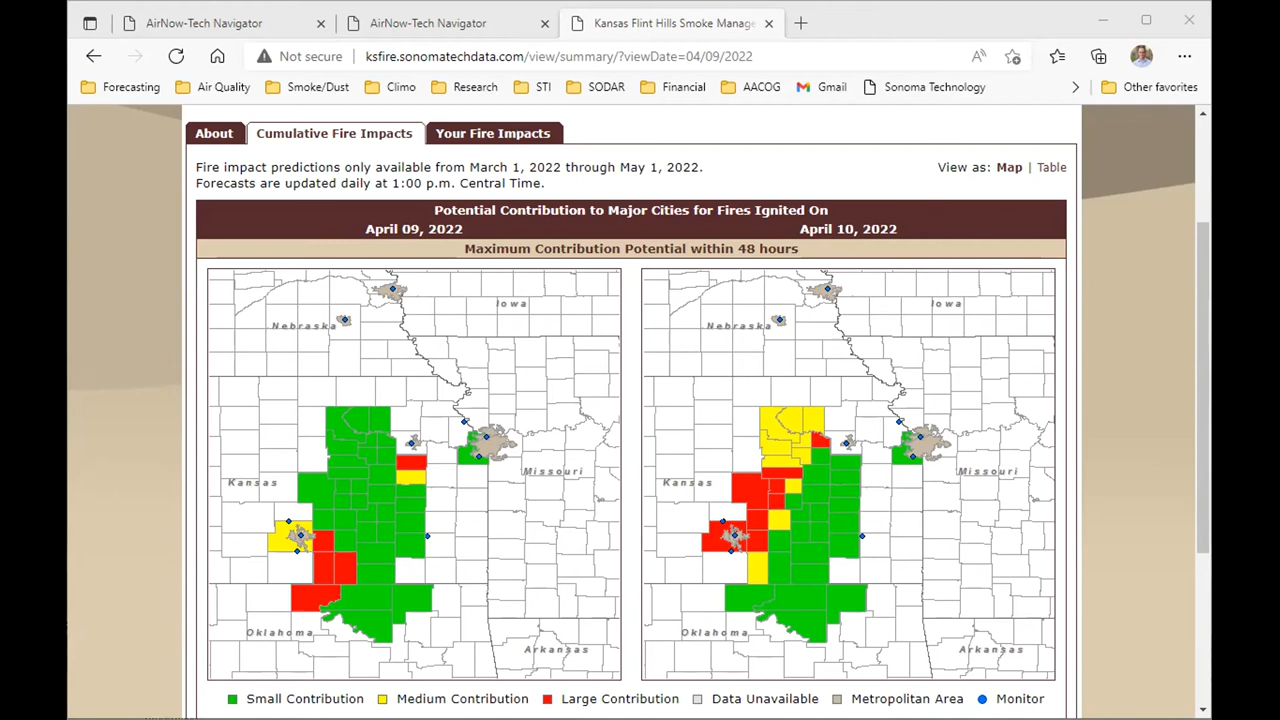 AirNow-Tech Navigator
AirNow-Tech Navigator
Kansas Flint Hills Smoke Manage
Not secure
ksfire.sonomatechdata.com/view/summary/?viewDate=04/09/2022
Forecasting
Air Quality
Smoke/Dust
Climo
Research
STI
SODAR
Financial
AACOG
Gmail
Sonoma Technology
Other favorites
About
Cumulative Fire Impacts
Your Fire Impacts
Fire impact predictions only available from March 1, 2022 through May 1, 2022.
View as: Map | Table
Forecasts are updated daily at 1:00 p.m. Central Time.
Potential Contribution to Major Cities for Fires Ignited On
April 09, 2022
April 10, 2022
Maximum Contribution Potential within 48 hours
Iowa
Nebraska
Kansas
Missouri
Oklahoma
Arkansas
Iowa
Nebraska
Kansas
Missouri
Oklahoma
Arkansas
Small Contribution
Medium Contribution
Large Contribution
Data Unavailable
Metropolitan Area
Monitor